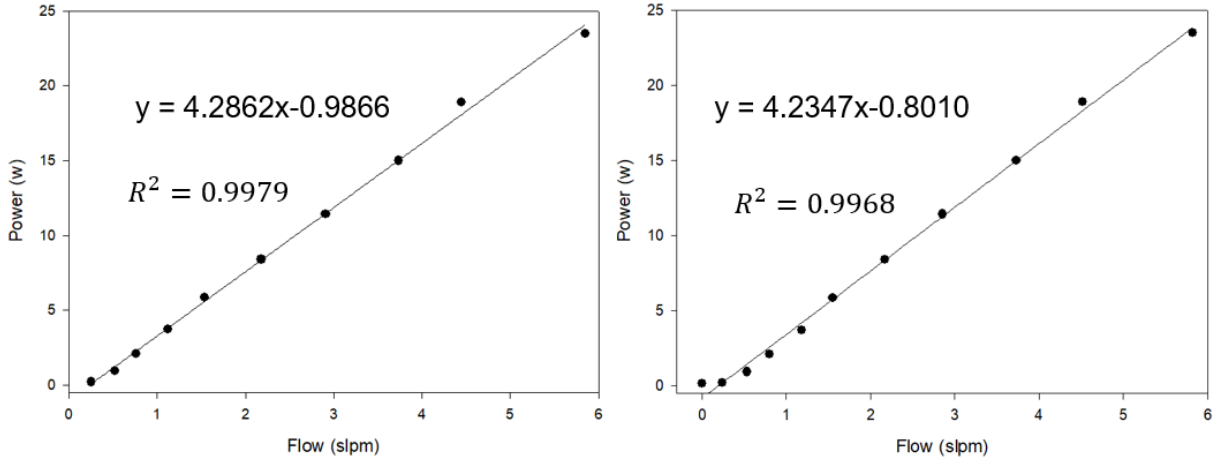 25
20
15
10
5
0
Power (w)
y = 4.2862x-0.9866
R² = 0.9979
0 1 2 3 4 5 6
Flow (slpm)
25
20
15
10
5
0
Power (w)
y = 4.2347x-0.8010
R² = 0.9968
0 1 2 3 4 5 6
Flow (slpm)